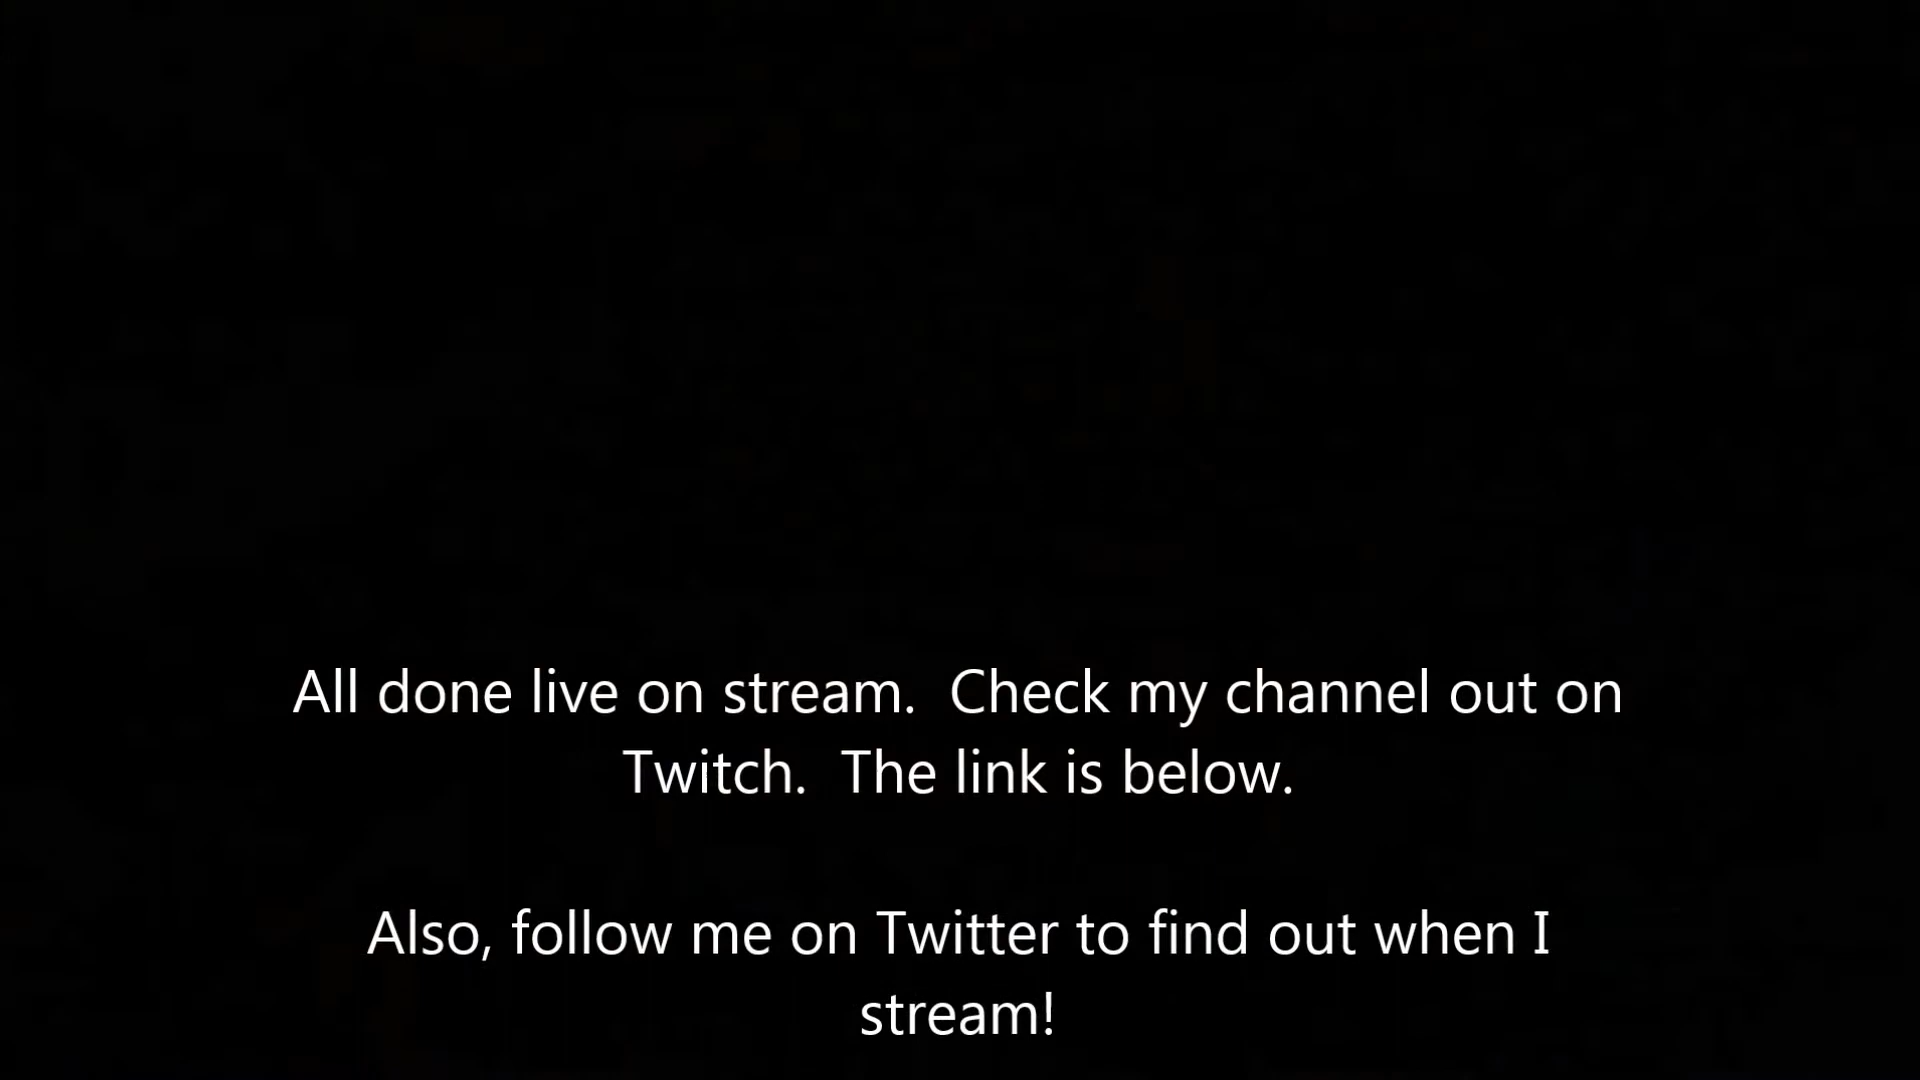 All done live on stream.  Check my channel out on
Twitch.  The link is below.
Also, follow me on Twitter to find out when I
stream!